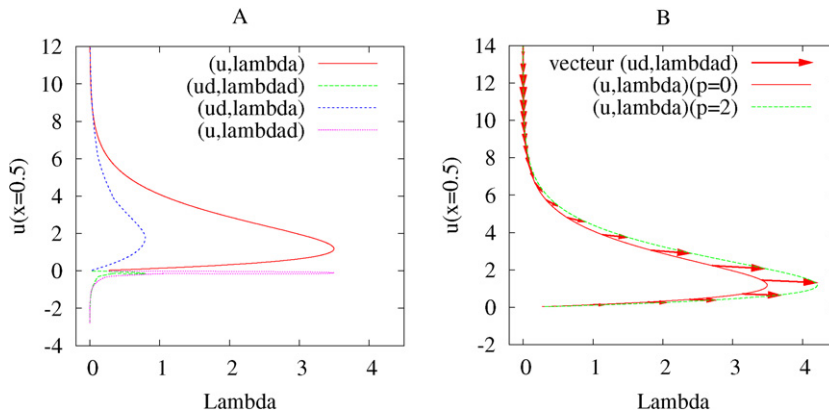 A
12
10
8
6
4
2
0
-2
-4
0
1
2
3
4
u(x=0.5)
Lambda
(u,lambda)
(ud,lambdad)
(ud,lambda)
(u,lambdad)
B
14
12
10
8
6
4
2
0
-2
0
1
2
3
4
u(x=0.5)
Lambda
vecteur (ud,lambdad)
(u,lambda)(p=0)
(u,lambda)(p=2)